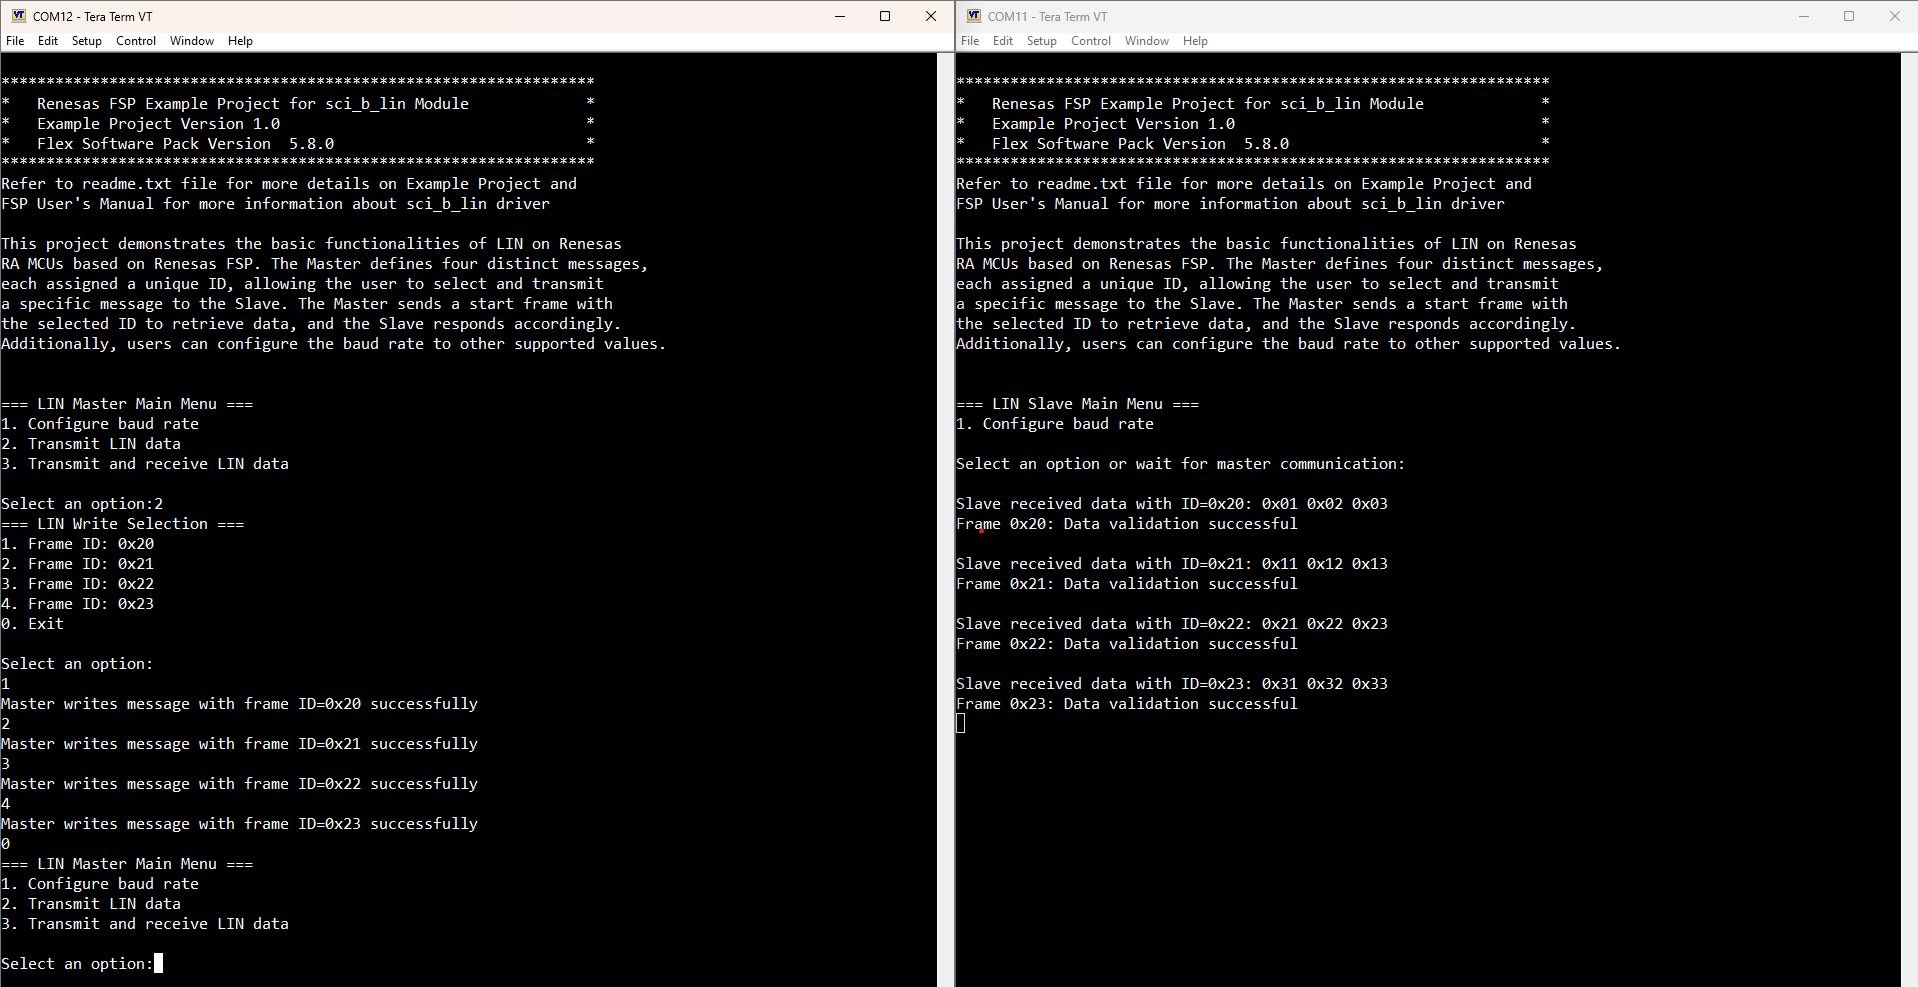 COM12 - Tera Term VT
File Edit Setup Control Window Help
******************************************************************
*   Renesas FSP Example Project for sci_b_lin Module             *
*   Example Project Version 1.0                                  *
*   Flex Software Pack Version  5.8.0                            *
******************************************************************
Refer to readme.txt file for more details on Example Project and
FSP User's Manual for more information about sci_b_lin driver
This project demonstrates the basic functionalities of LIN on Renesas
RA MCUs based on Renesas FSP. The Master defines four distinct messages,
each assigned a unique ID, allowing the user to select and transmit
a specific message to the Slave. The Master sends a start frame with
the selected ID to retrieve data, and the Slave responds accordingly.
Additionally, users can configure the baud rate to other supported values.
=== LIN Master Main Menu ===
1. Configure baud rate
2. Transmit LIN data
3. Transmit and receive LIN data
Select an option:2
=== LIN Write Selection ===
1. Frame ID: 0x20
2. Frame ID: 0x21
3. Frame ID: 0x22
4. Frame ID: 0x23
0. Exit
Select an option:
1
Master writes message with frame ID=0x20 successfully
2
Master writes message with frame ID=0x21 successfully
3
Master writes message with frame ID=0x22 successfully
4
Master writes message with frame ID=0x23 successfully
0
=== LIN Master Main Menu ===
1. Configure baud rate
2. Transmit LIN data
3. Transmit and receive LIN data
Select an option:
COM11 - Tera Term VT
File Edit Setup Control Window Help
******************************************************************
*   Renesas FSP Example Project for sci_b_lin Module             *
*   Example Project Version 1.0                                  *
*   Flex Software Pack Version  5.8.0                            *
******************************************************************
Refer to readme.txt file for more details on Example Project and
FSP User's Manual for more information about sci_b_lin driver
This project demonstrates the basic functionalities of LIN on Renesas
RA MCUs based on Renesas FSP. The Master defines four distinct messages,
each assigned a unique ID, allowing the user to select and transmit
a specific message to the Slave. The Master sends a start frame with
the selected ID to retrieve data, and the Slave responds accordingly.
Additionally, users can configure the baud rate to other supported values.
=== LIN Slave Main Menu ===
1. Configure baud rate
Select an option or wait for master communication:
Slave received data with ID=0x20: 0x01 0x02 0x03
Frame 0x20: Data validation successful
Slave received data with ID=0x21: 0x11 0x12 0x13
Frame 0x21: Data validation successful
Slave received data with ID=0x22: 0x21 0x22 0x23
Frame 0x22: Data validation successful
Slave received data with ID=0x23: 0x31 0x32 0x33
Frame 0x23: Data validation successful